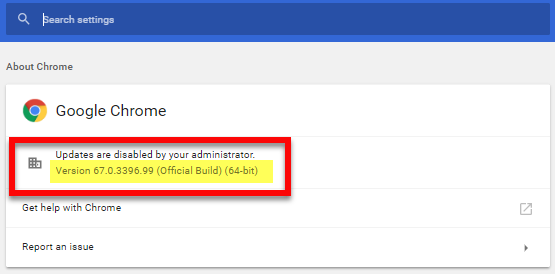 Search settings
About Chrome
Google Chrome
Updates are disabled by your administrator.
Version 67.0.3396.99 (Official Build) (64-bit)
Get help with Chrome
Report an issue